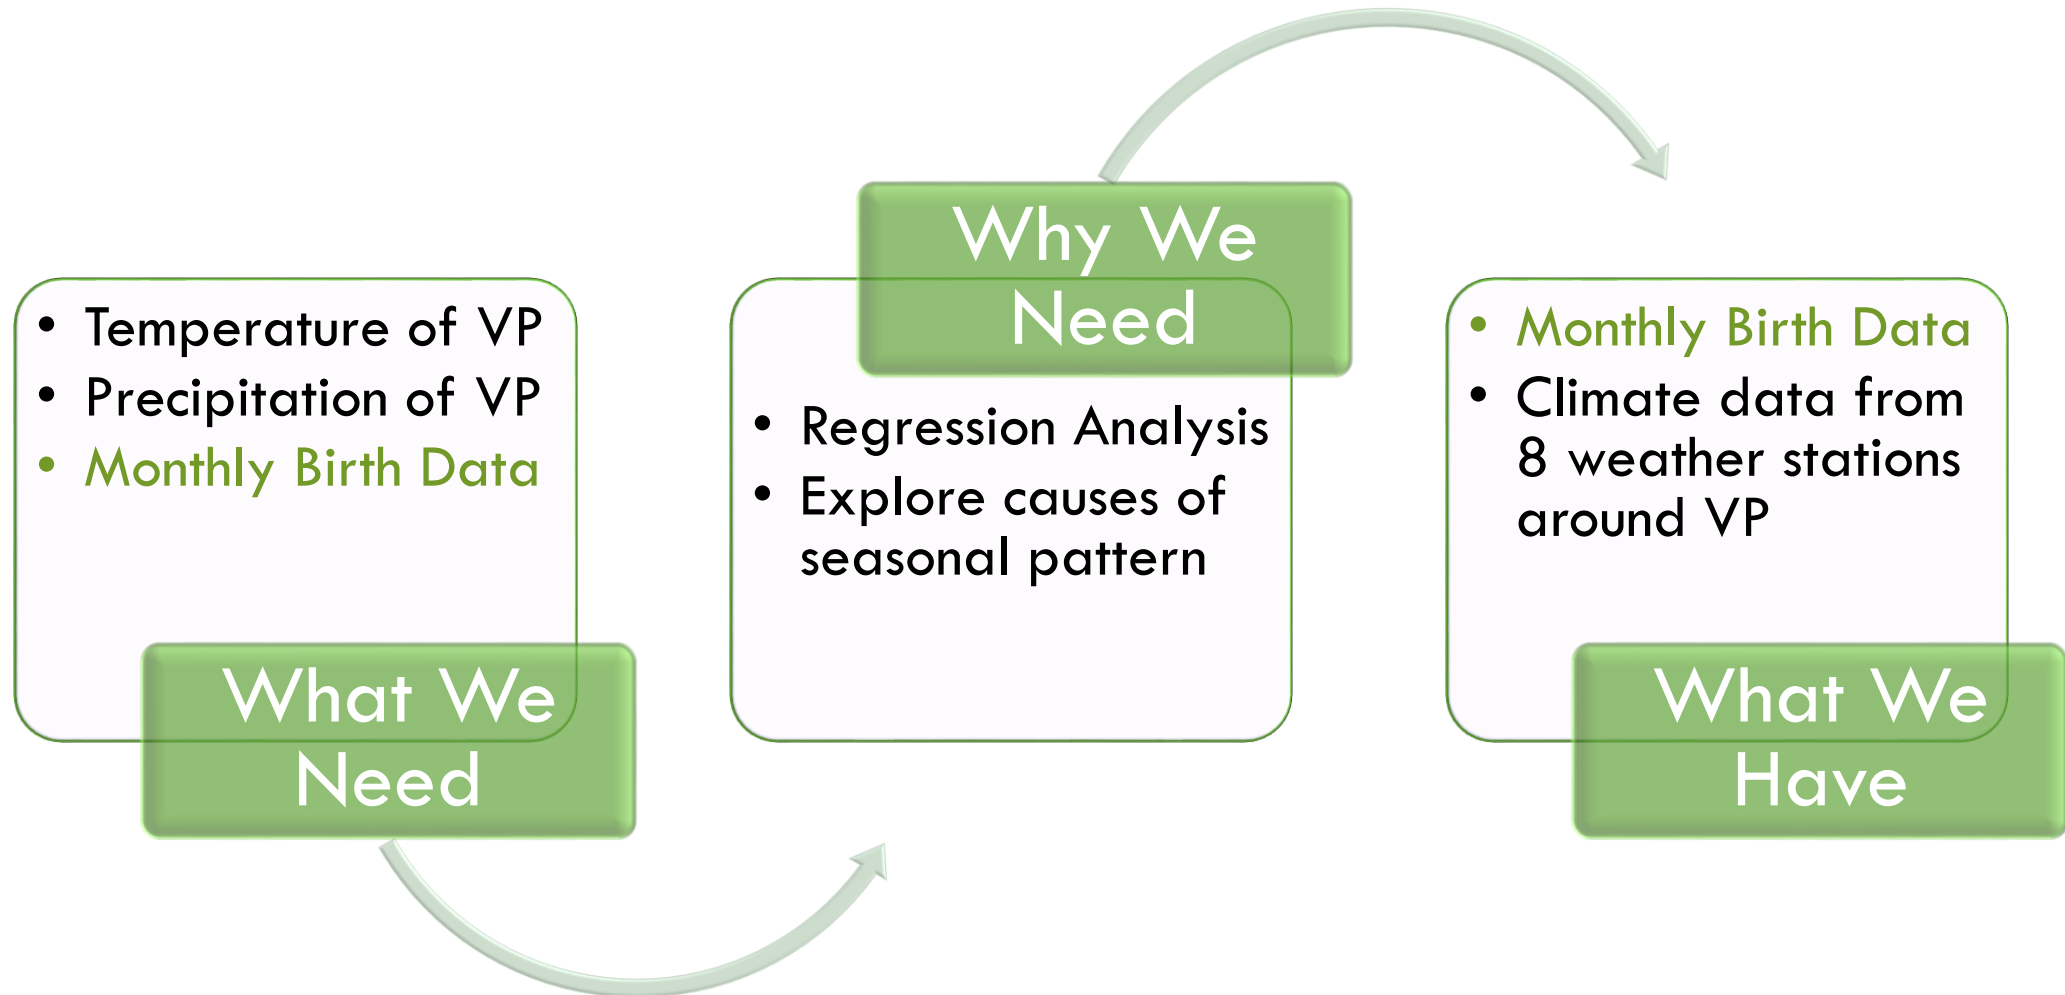 • Temperature of VP
• Precipitation of VP
• Monthly Birth Data
What We
Need
Why We
Need
• Regression Analysis
• Explore causes of
seasonal pattern
• Monthly Birth Data
• Climate data from
8 weather stations
around VP
What We
Have